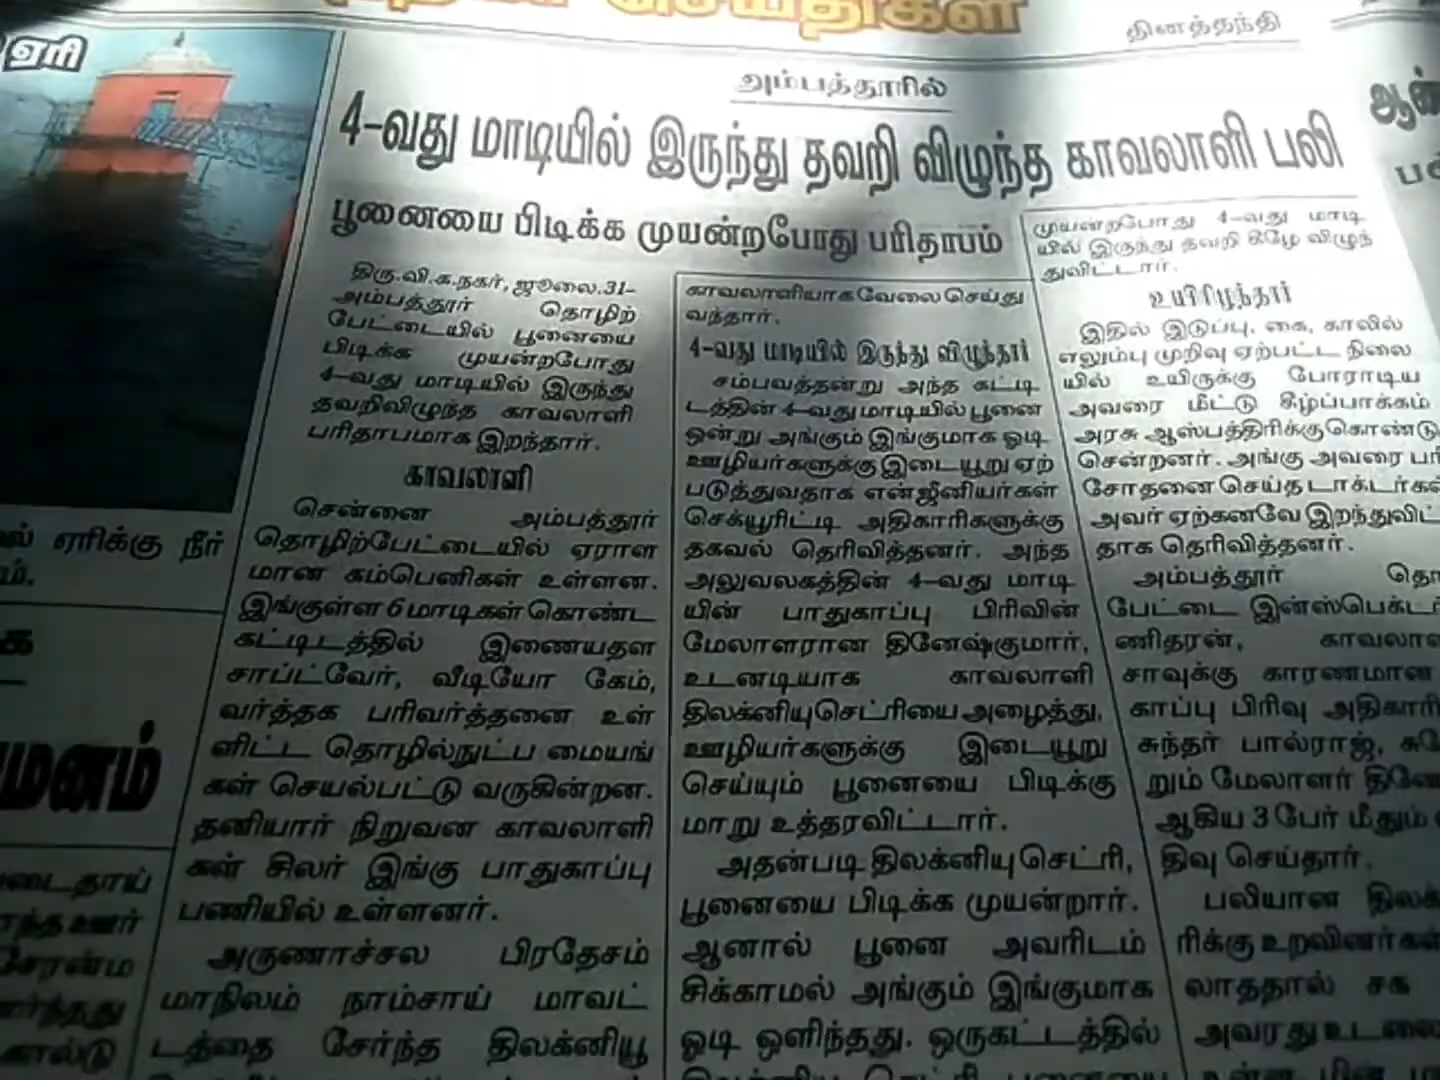 செய்திகள்
தினத்தந்தி
ஏரி
ஏரிக்கு நீர்
அம்பத்தூரில்
4-வது மாடியில் இருந்து தவறி விழுந்த காவலாளி பலி
பூனையை பிடிக்க முயன்றபோது பரிதாபம்
திரு.வி.க.நகர், ஜூலை.31-
அம்பத்தூர் தொழிற்
பேட்டையில் பூனையை
பிடிக்க முயன்றபோது
4-வது மாடியில் இருந்து
தவறிவிழுந்த காவலாளி
பரிதாபமாக இறந்தார்.
காவலாளி
சென்னை அம்பத்தூர்
தொழிற்பேட்டையில் ஏராள
மான கம்பெனிகள் உள்ளன.
இங்குள்ள 6 மாடிகள் கொண்ட
கட்டிடத்தில் இணையதள
சாப்ட்வேர், வீடியோ கேம்,
வர்த்தக பரிவர்த்தனை உள்
ளிட்ட தொழில்நுட்ப மையங்
கள் செயல்பட்டு வருகின்றன.
தனியார் நிறுவன காவலாளி
கள் சிலர் இங்கு பாதுகாப்பு
பணியில் உள்ளனர்.
அருணாச்சல பிரதேசம்
மாநிலம் நாம்சாய் மாவட்
டத்தை சேர்ந்த திலக்னியூ
காவலாளியாக வேலை செய்து
வந்தார்.
4-வது மாடியில் இருந்து விழுந்தார்
சம்பவத்தன்று அந்த கட்டி
டத்தின் 4-வது மாடியில் பூனை
ஒன்று அங்கும் இங்குமாக ஓடி
ஊழியர்களுக்கு இடையூறு ஏற்
படுத்துவதாக என்ஜீனியர்கள்
செக்யூரிட்டி அதிகாரிகளுக்கு
தகவல் தெரிவித்தனர். அந்த
அலுவலகத்தின் 4-வது மாடி
யின் பாதுகாப்பு பிரிவின்
மேலாளரான தினேஷ்குமார்,
உடனடியாக காவலாளி
திலக்னியு செட்ரியை அழைத்து,
ஊழியர்களுக்கு இடையூறு
செய்யும் பூனையை பிடிக்கு
மாறு உத்தரவிட்டார்.
அதன்படி திலக்னியு செட்ரி,
பூனையை பிடிக்க முயன்றார்.
ஆனால் பூனை அவரிடம்
சிக்காமல் அங்கும் இங்குமாக
ஓடி ஒளிந்தது. ஒருகட்டத்தில்
முயன்றபோது 4-வது மாடி
யில் இருந்து தவறி கீழே விழுந்
துவிட்டார்.
உயிரிழந்தார்
இதில் இடுப்பு, கை, காலில்
எலும்பு முறிவு ஏற்பட்ட நிலை
யில் உயிருக்கு போராடிய
அவரை மீட்டு கீழ்ப்பாக்கம்
அரசு ஆஸ்பத்திரிக்கு கொண்டு
சென்றனர். அங்கு அவரை பரி
சோதனை செய்த டாக்டர்கள்
அவர் ஏற்கனவே இறந்துவிட்
தாக தெரிவித்தனர்.
அம்பத்தூர் தொ
பேட்டை இன்ஸ்பெக்டர்
ணிதரன், காவலா
சாவுக்கு காரணமான
காப்பு பிரிவு அதிகாரி
சுந்தர் பால்ராஜ்,
றும் மேலாளர் தினே
ஆகிய 3 பேர் மீதும்
திவு செய்தார்.
பலியான திலக்
ரிக்கு உறவினர்கள்
லாததால் சக
அவரது உடலை